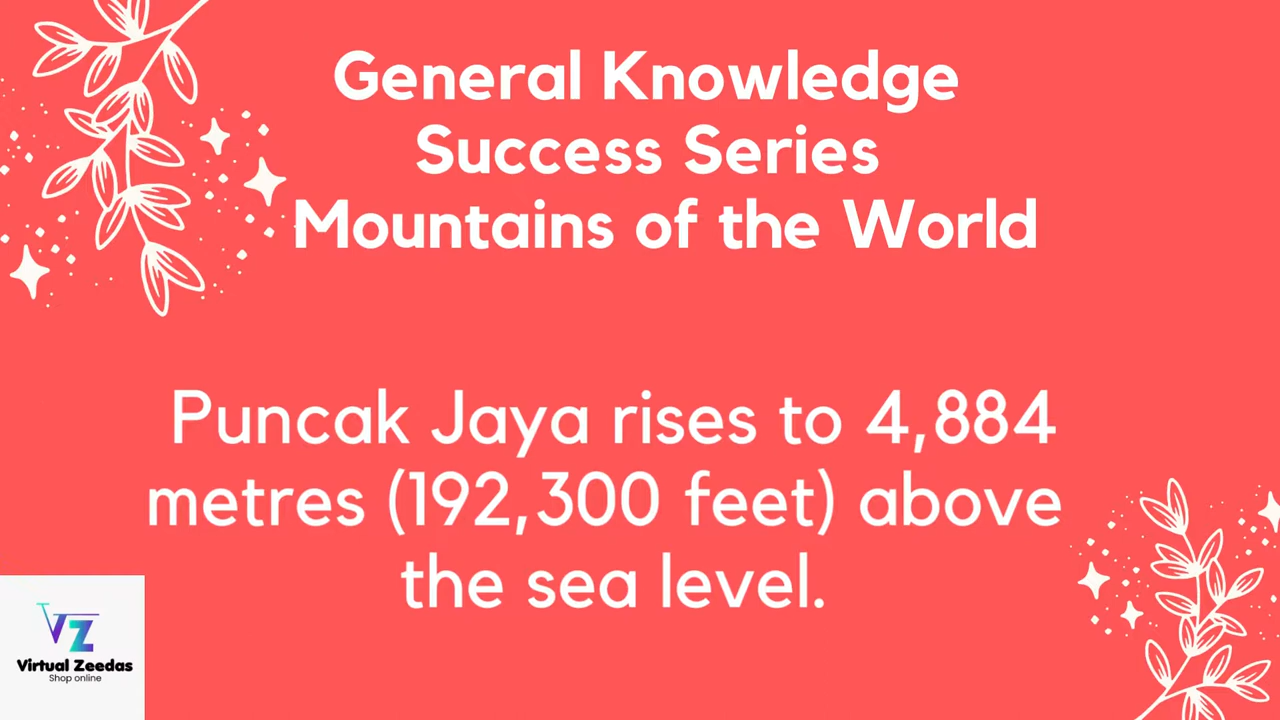 General Knowledge
Success Series
Mountains of the World
Puncak Jaya rises to 4,884
metres (192,300 feet) above
the sea level.
VZ
Virtual Zeedas
Shop online